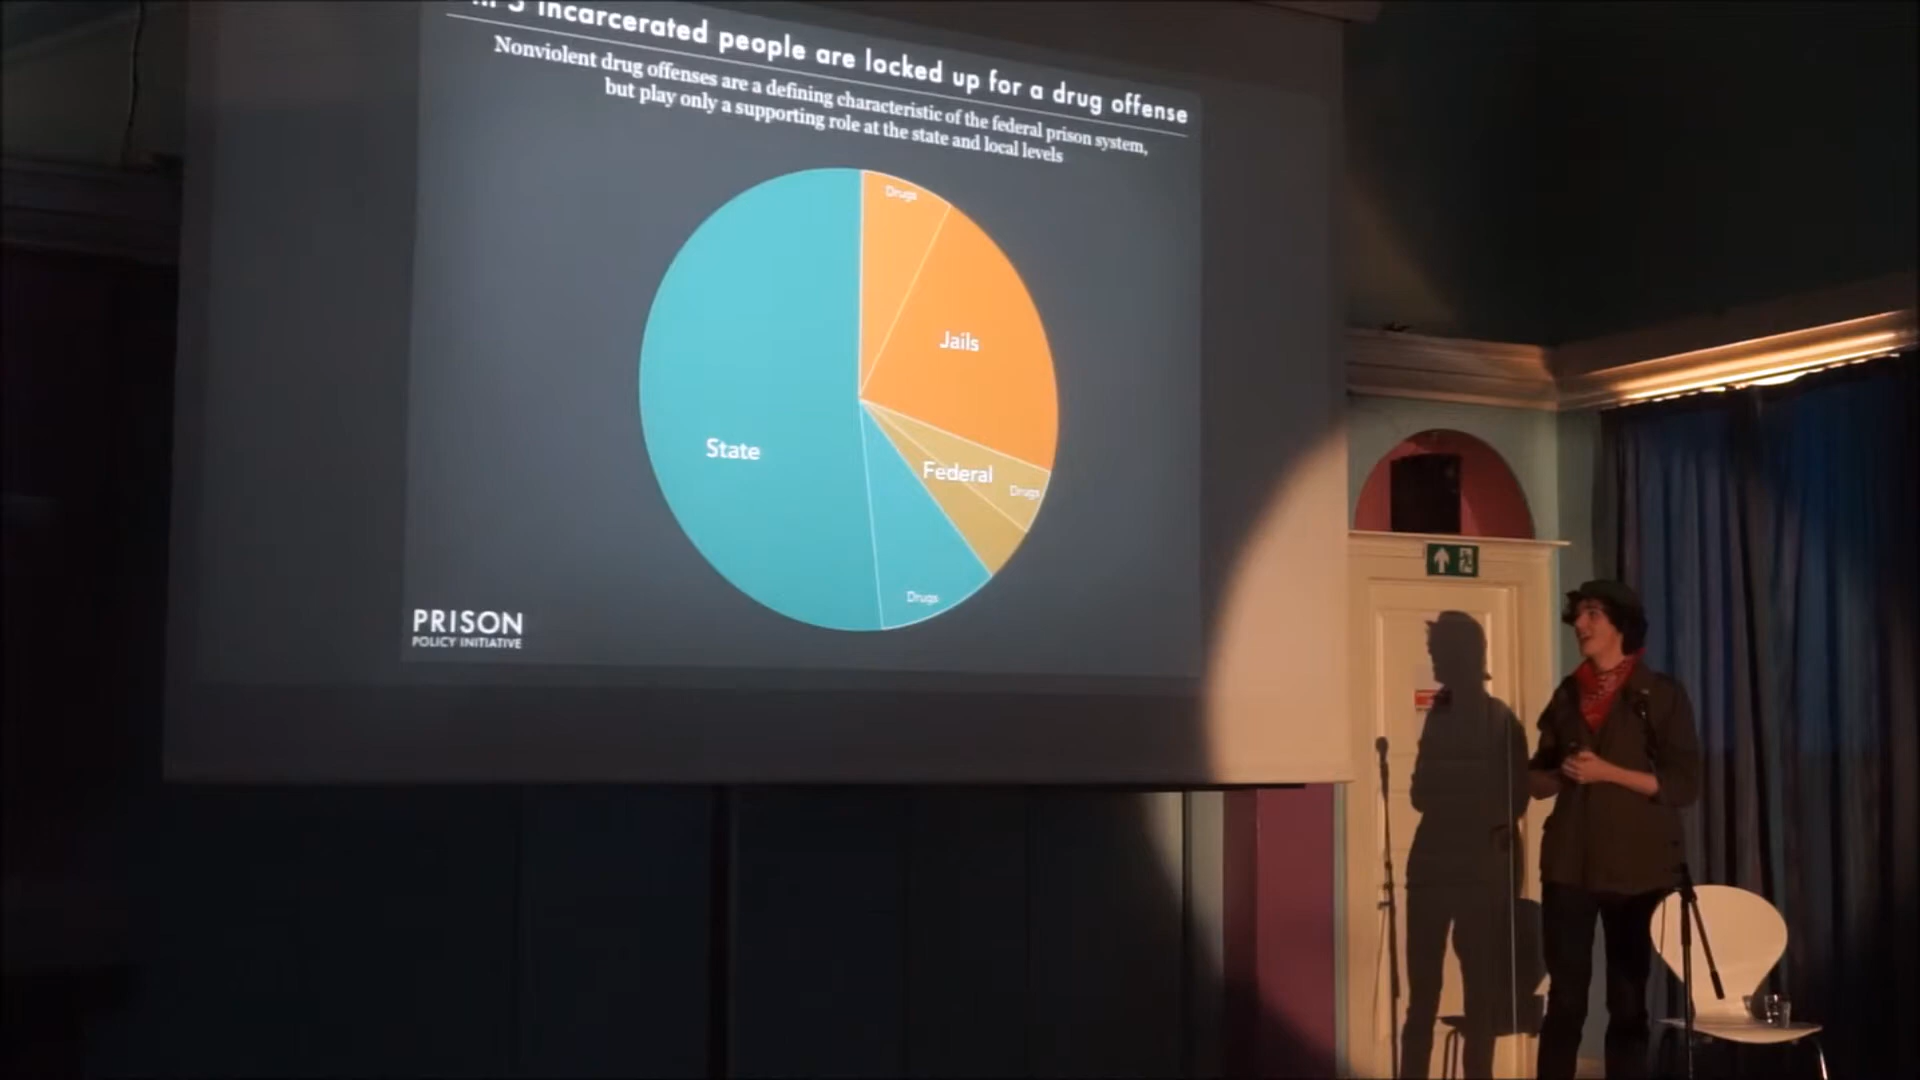 incarcerated people are locked up for a drug offense
Nonviolent drug offenses are a defining characteristic of the federal prison system,
but play only a supporting role at the state and local levels
Drugs
Jails
State
Federal
Drugs
Drugs
PRISON
POLICY INITIATIVE